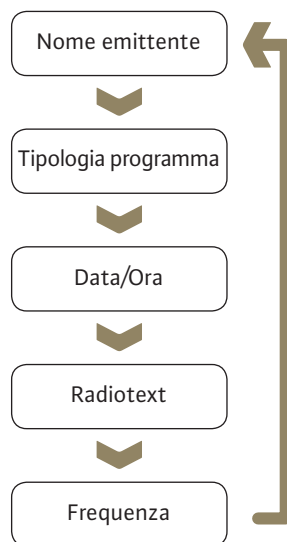 Nome emittente
Tipologia programma
Data/Ora
Radiotext
Frequenza